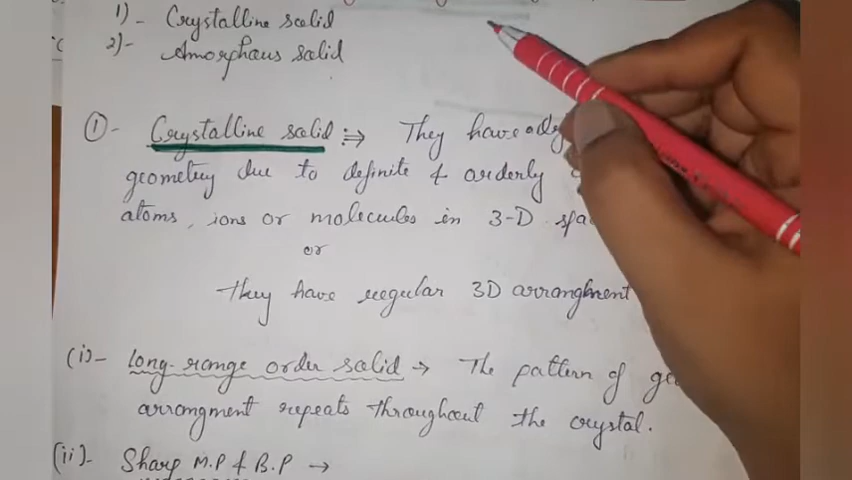 1)- Crystalline solid
2)- Amorphous solid
①- Crystalline solid :⇒ They have
geometry due to definite & orderly
atoms, ions or molecules in 3-D
or
They have regular 3D arrangment
(i)- long-range order solid → The pattern of
arrangment repeats throughout the crystal.
(ii)- Sharp M.P & B.P →